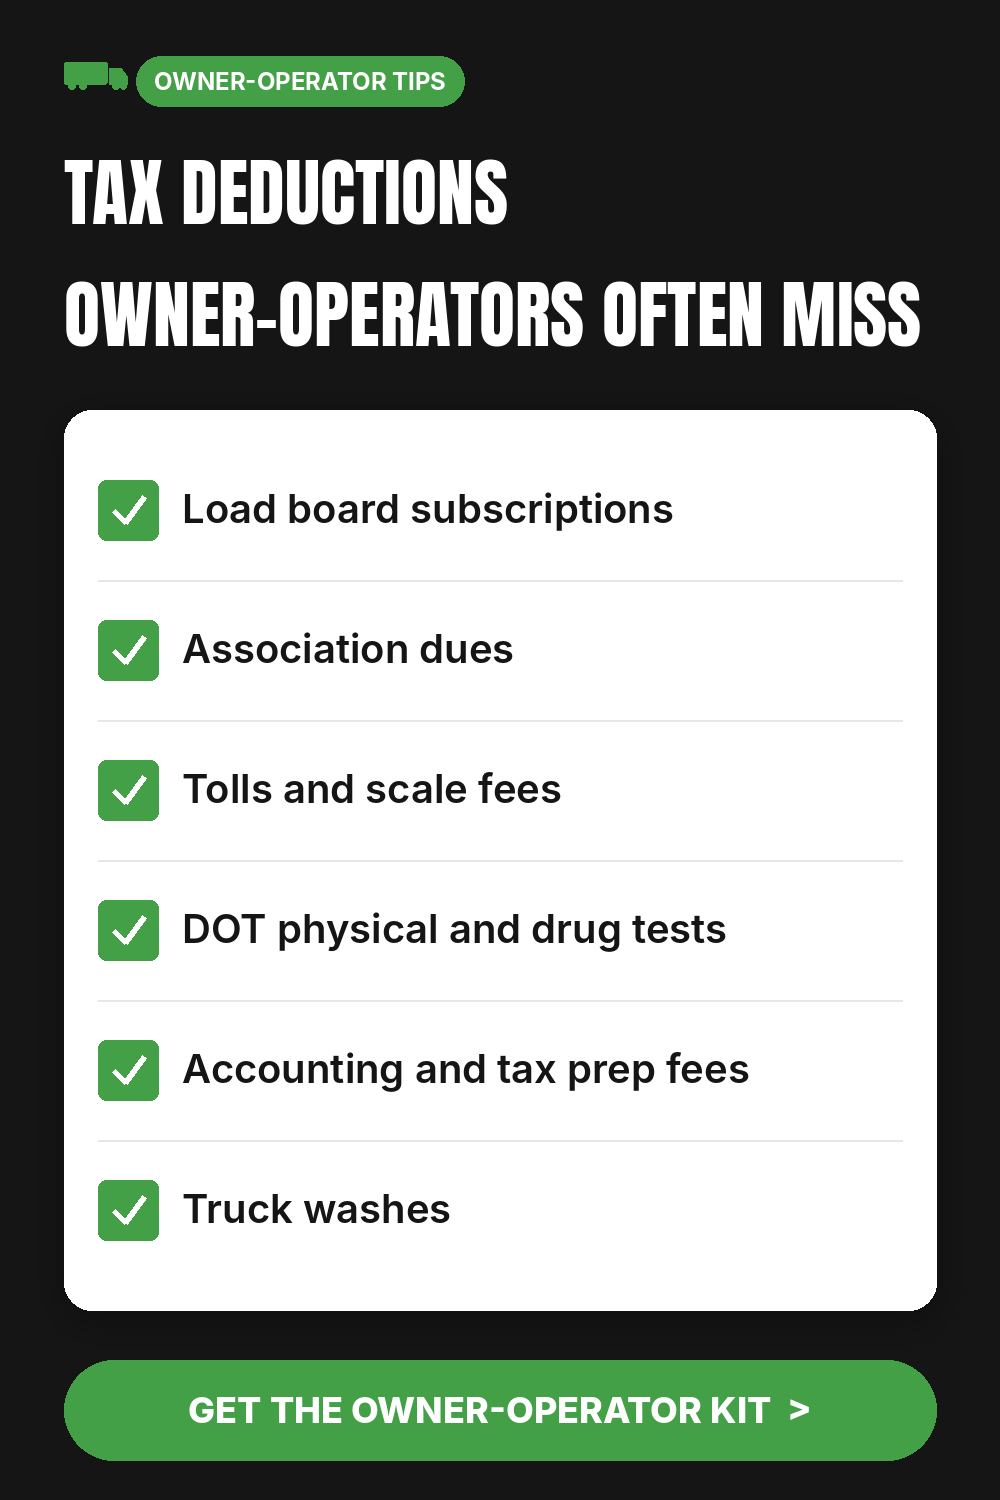 OWNER-OPERATOR TIPS
TAX DEDUCTIONS
OWNER-OPERATORS OFTEN MISS
Load board subscriptions
Association dues
Tolls and scale fees
DOT physical and drug tests
Accounting and tax prep fees
Truck washes
GET THE OWNER-OPERATOR KIT >